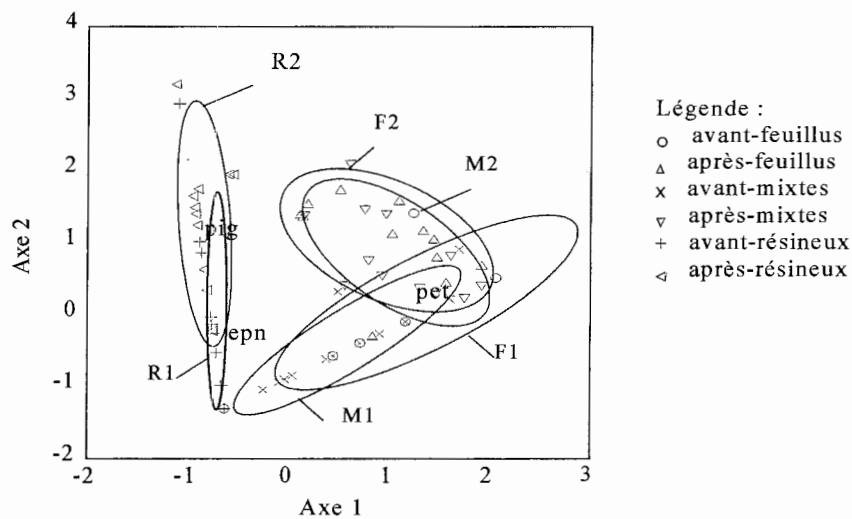 4
3
2
1
0
-1
-2
-2
-1
0
1
2
3
Axe 1
Axe 2
R2
F2
M2
pig
pet
epn
R1
M1
F1
Légende :
avant-feuillus
après-feuillus
avant-mixtes
après-mixtes
avant-résineux
après-résineux